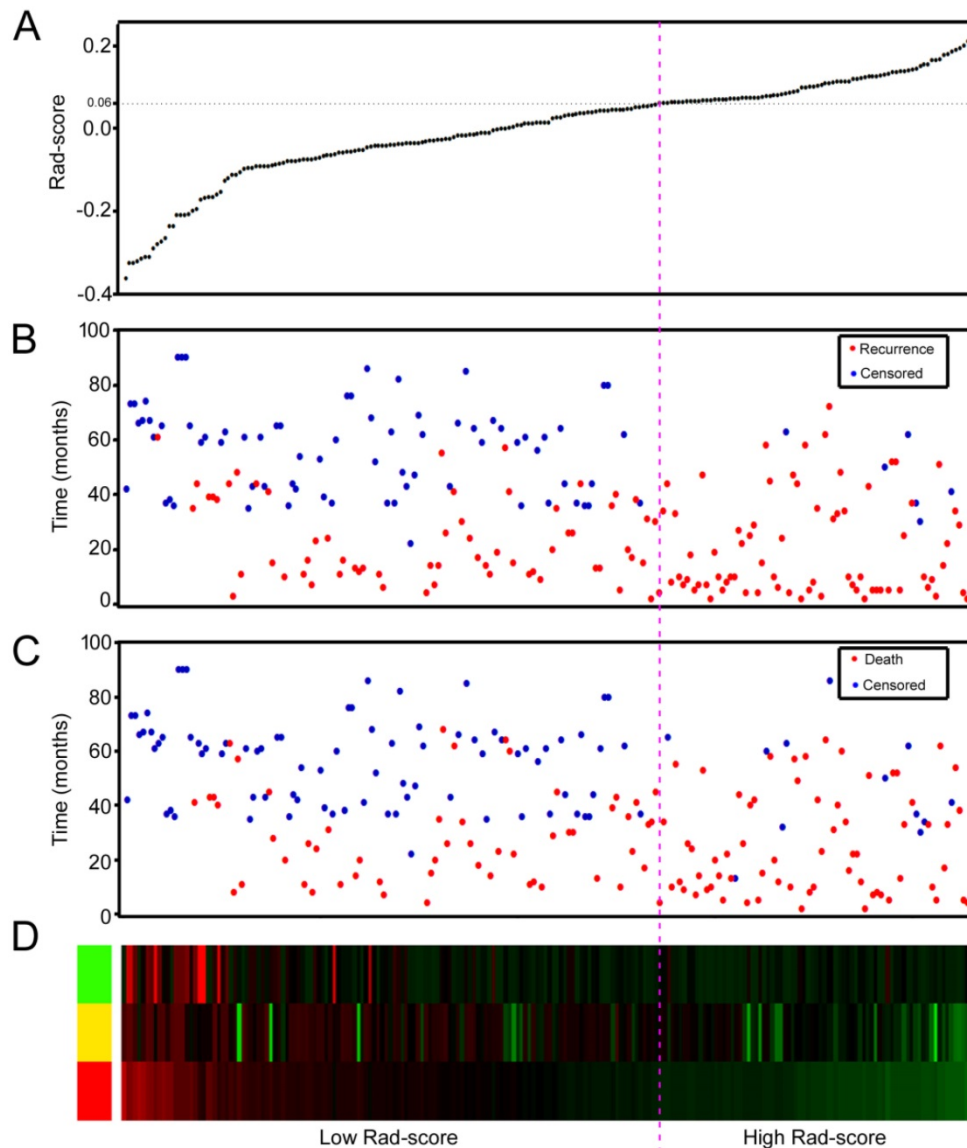 A
0.2
0.06
0.0
-0.2
-0.4
Rad-score
B
100
80
60
40
20
0
Time (months)
Recurrence
Censored
C
100
80
60
40
20
0
Time (months)
Death
Censored
D
Low Rad-score
High Rad-score